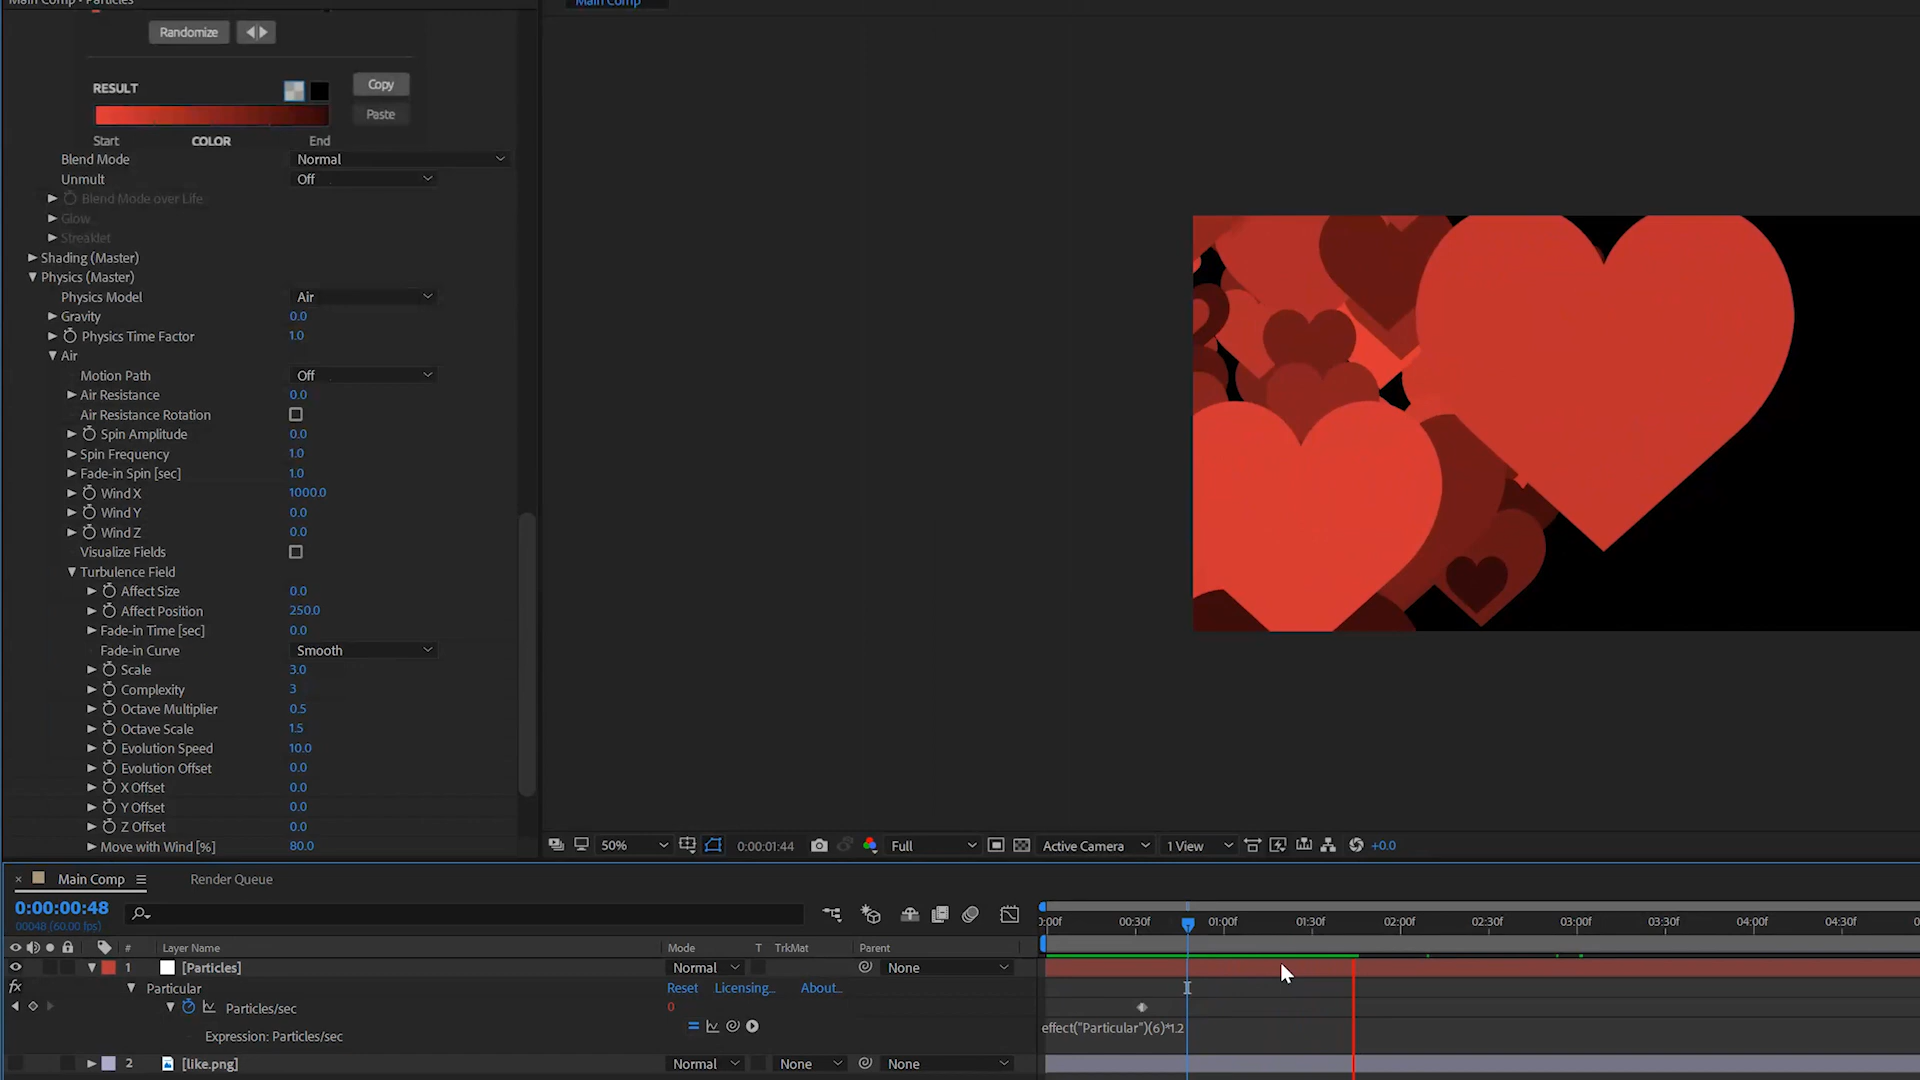 Main Comp - Particles
Main Comp
Randomize
RESULT
Copy
Paste
Start COLOR End
Blend Mode Normal
Unmult Off
Blend Mode over Life
Glow
Streaklet
Shading (Master)
Physics (Master)
Physics Model Air
Gravity 0.0
Physics Time Factor 1.0
Air
Motion Path Off
Air Resistance 0.0
Air Resistance Rotation
Spin Amplitude 0.0
Spin Frequency 1.0
Fade-in Spin [sec] 1.0
Wind X 1000.0
Wind Y 0.0
Wind Z 0.0
Visualize Fields
Turbulence Field
Affect Size 0.0
Affect Position 250.0
Fade-in Time [sec] 0.0
Fade-in Curve Smooth
Scale 3.0
Complexity 3
Octave Multiplier 0.5
Octave Scale 1.5
Evolution Speed 10.0
Evolution Offset 0.0
X Offset 0.0
Y Offset 0.0
Z Offset 0.0
Move with Wind [%] 80.0
50% 0:00:01:44 Full Active Camera 1 View +0.0
Main Comp Render Queue
0:00:00:48
00048 (60.00 fps)
:00f 00:30f 01:00f 01:30f 02:00f 02:30f 03:00f 03:30f 04:00f 04:30f
# Layer Name Mode T TrkMat Parent
1 [Particles] Normal None
fx Particular Reset Licensing... About...
Particles/sec 0
Expression: Particles/sec effect("Particular")(6)*1.2
2 [like.png] Normal None None